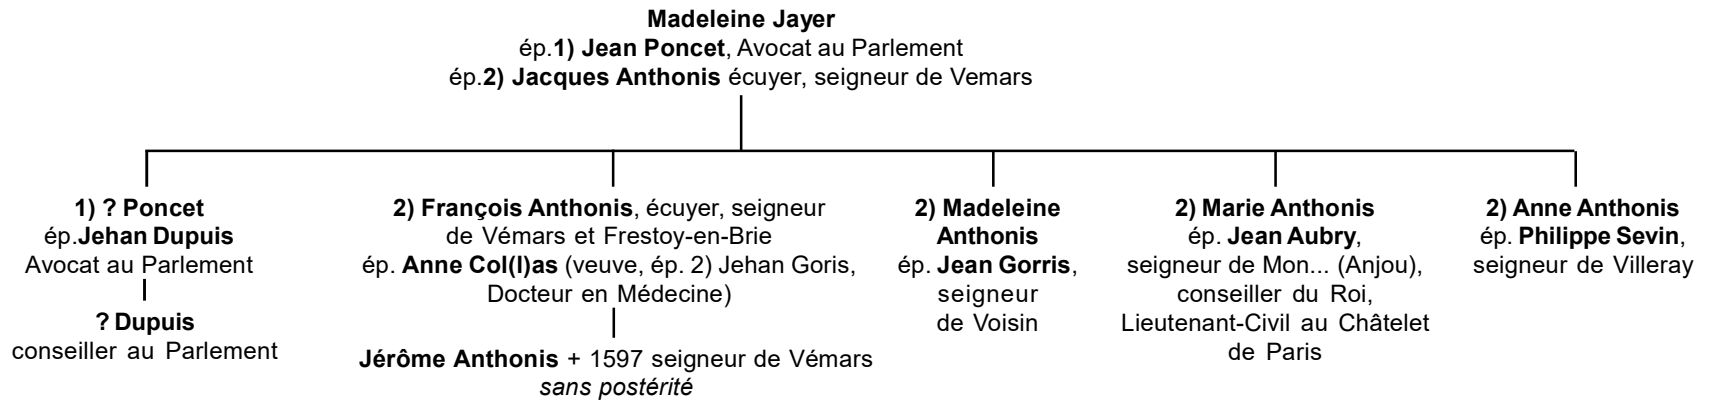 Madeleine Jayer
ép.1) Jean Poncet, Avocat au Parlement
ép.2) Jacques Anthonis écuyer, seigneur de Vemars
1) ? Poncet
ép.Jehan Dupuis
Avocat au Parlement
? Dupuis
conseiller au Parlement
2) François Anthonis, écuyer, seigneur
de Vémars et Frestoy-en-Brie
ép. Anne Col(l)as (veuve, ép. 2) Jehan Goris,
Docteur en Médecine)
Jérôme Anthonis + 1597 seigneur de Vémars
sans postérité
2) Madeleine
Anthonis
ép. Jean Gorris,
seigneur
de Voisin
2) Marie Anthonis
ép. Jean Aubry,
seigneur de Mon... (Anjou),
conseiller du Roi,
Lieutenant-Civil au Châtelet
de Paris
2) Anne Anthonis
ép. Philippe Sevin,
seigneur de Villeray